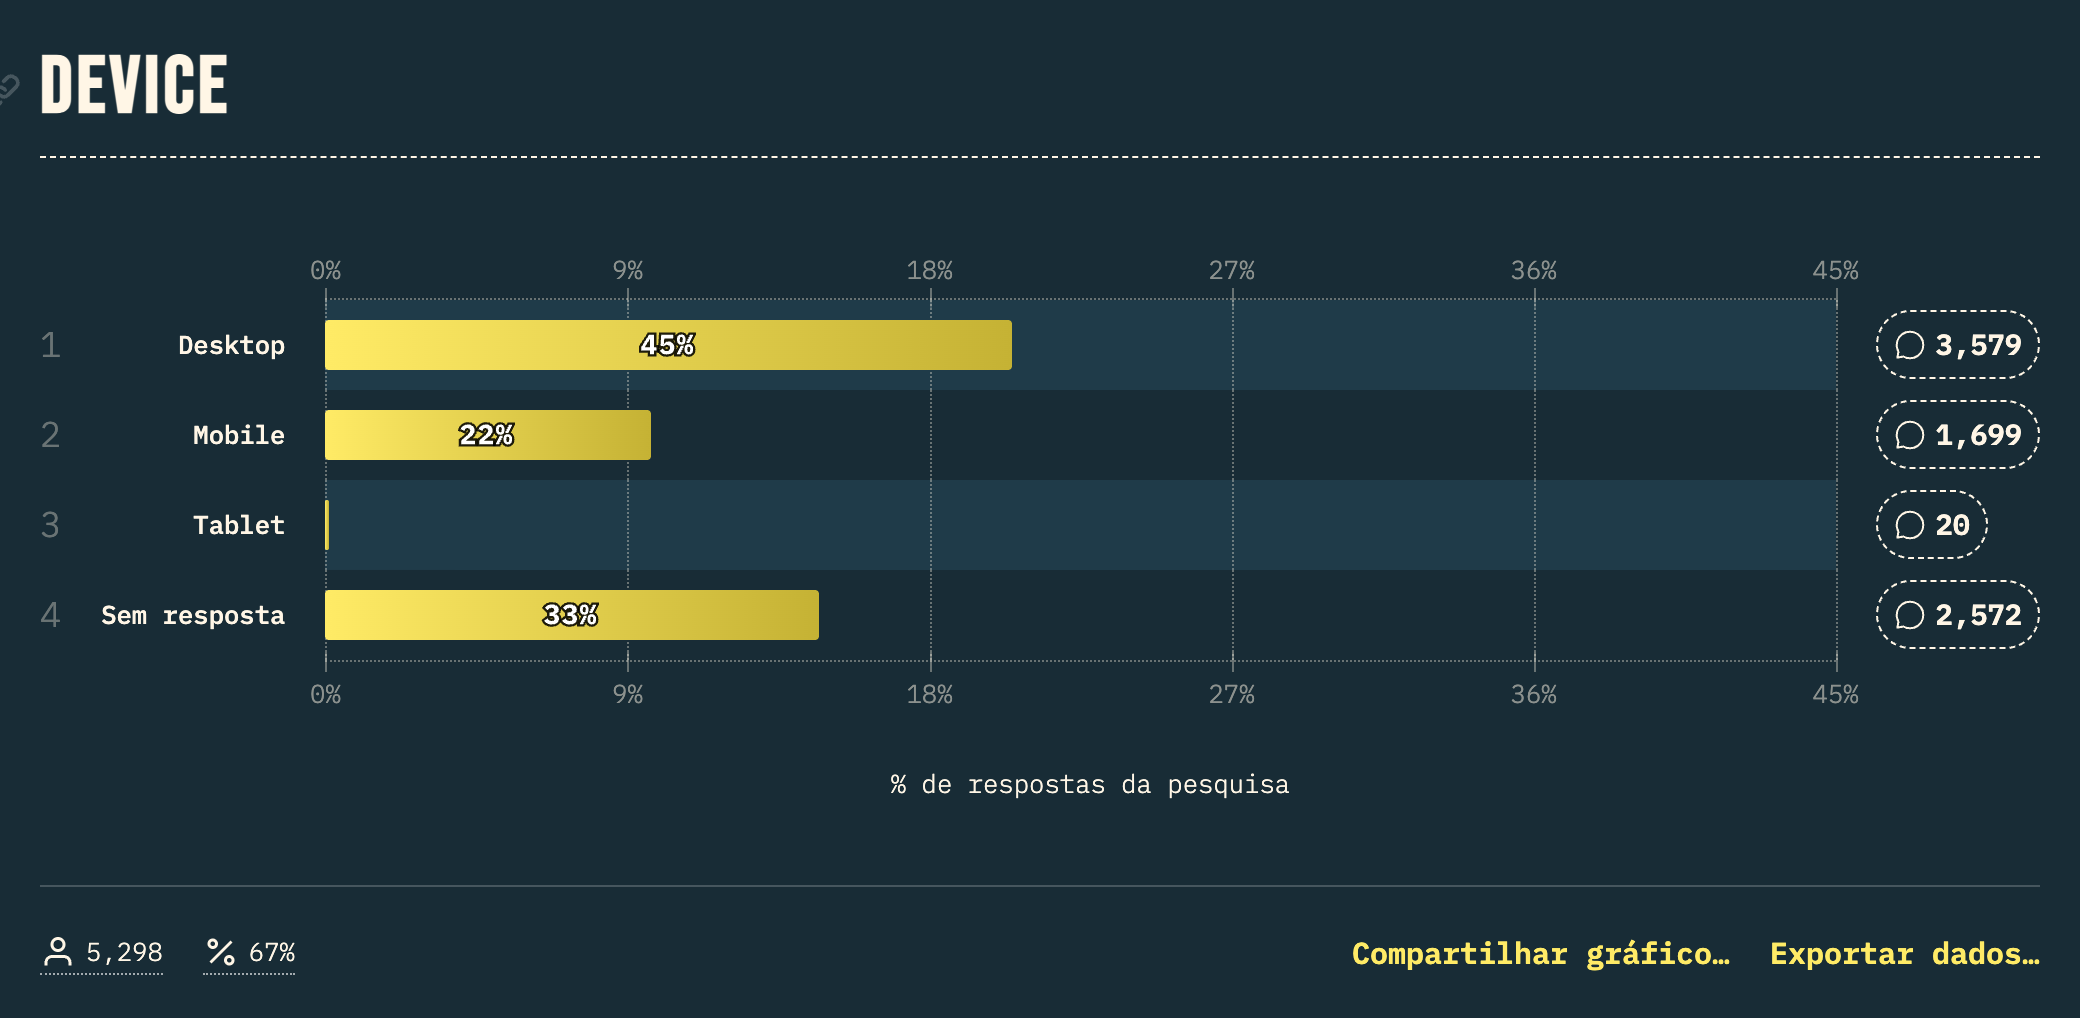 DEVICE
0% 9% 18% 27% 36% 45%
1 Desktop 45% 3,579
2 Mobile 22% 1,699
3 Tablet 20
4 Sem resposta 33% 2,572
0% 9% 18% 27% 36% 45%
% de respostas da pesquisa
5,298 67% Compartilhar gráfico… Exportar dados…